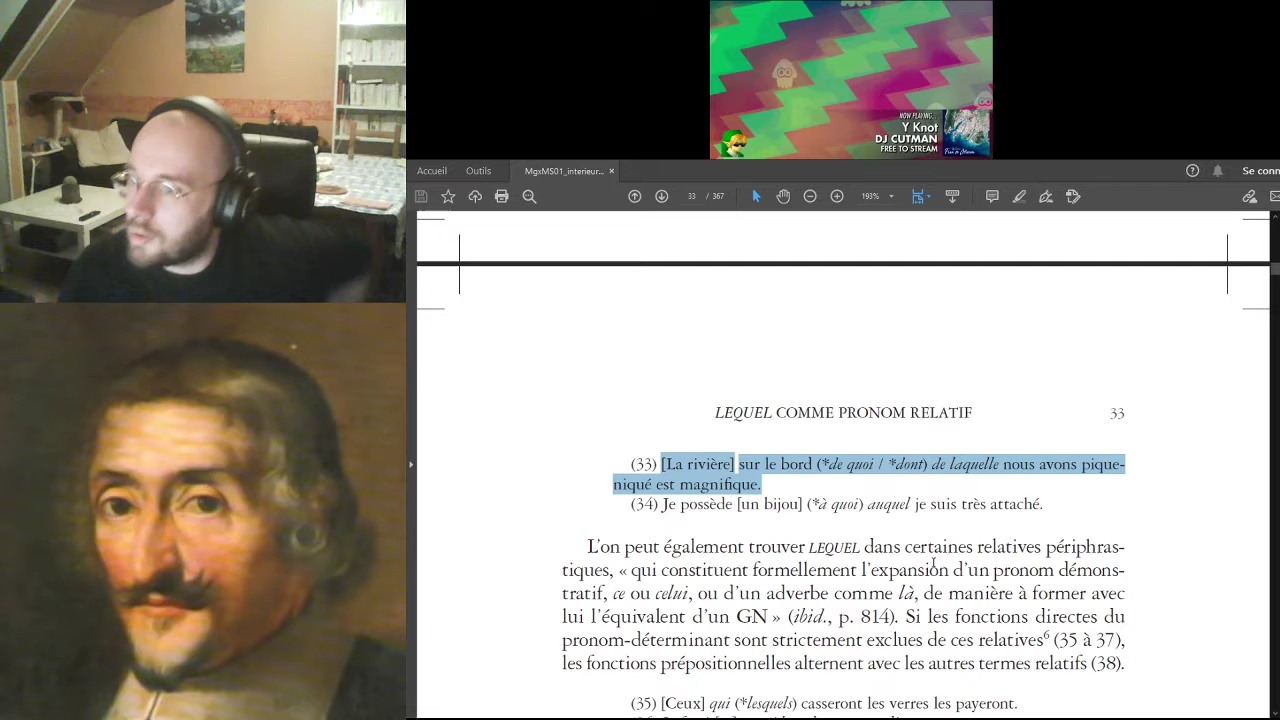 NOW PLAYING...
Y Knot
DJ CUTMAN
FREE TO STREAM
Accueil Outils MgxMS01_interieur... × Se conn
33 / 367 193%
LEQUEL COMME PRONOM RELATIF 33
(33) [La rivière] sur le bord (*de quoi / *dont) de laquelle nous avons pique-
niqué est magnifique.
(34) Je possède [un bijou] (*à quoi) auquel je suis très attaché.
L’on peut également trouver LEQUEL dans certaines relatives périphras-
tiques, « qui constituent formellement l’expansion d’un pronom démons-
tratif, ce ou celui, ou d’un adverbe comme là, de manière à former avec
lui l’équivalent d’un GN » (ibid., p. 814). Si les fonctions directes du
pronom-déterminant sont strictement exclues de ces relatives⁶ (35 à 37),
les fonctions prépositionnelles alternent avec les autres termes relatifs (38).
(35) [Ceux] qui (*lesquels) casseront les verres les payeront.